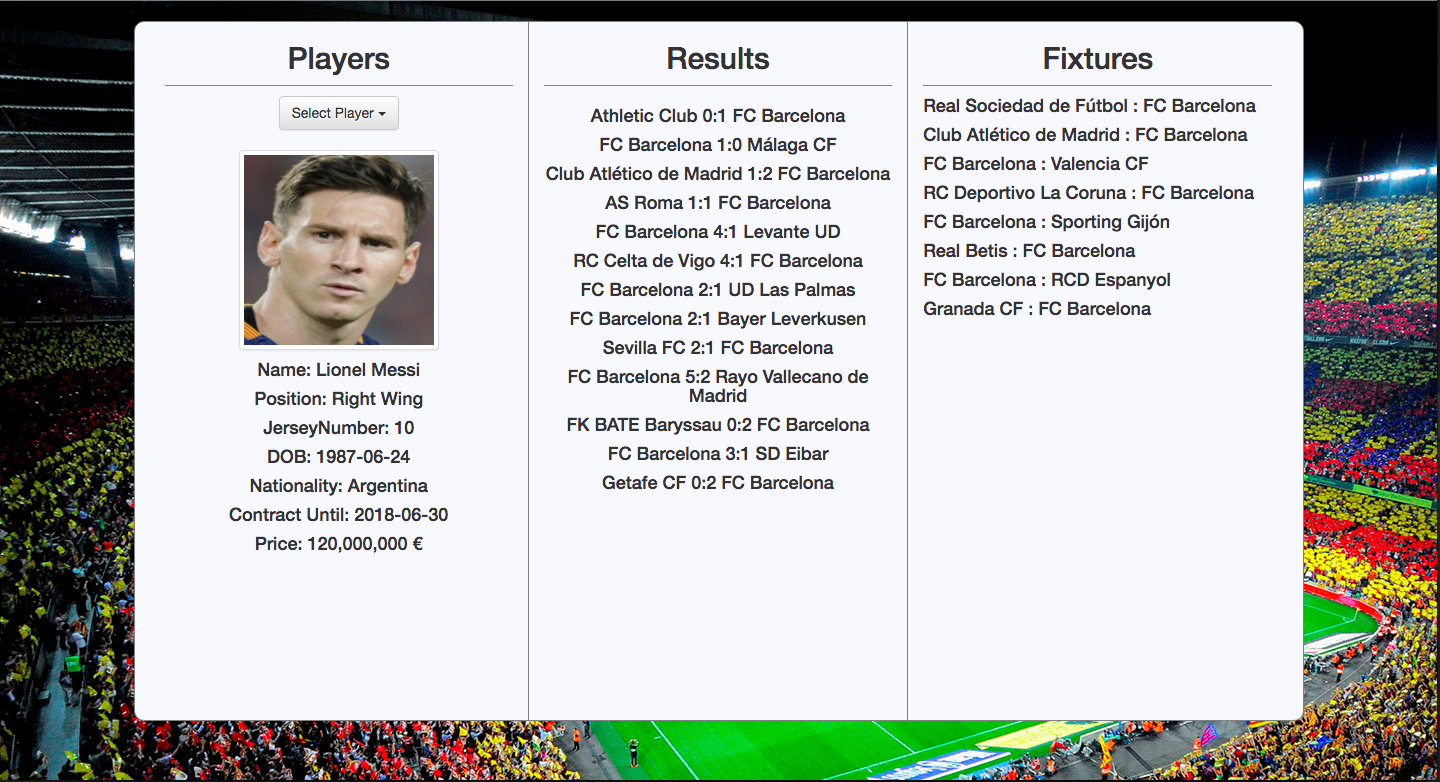 Players
Select Player
Name: Lionel Messi
Position: Right Wing
JerseyNumber: 10
DOB: 1987-06-24
Nationality: Argentina
Contract Until: 2018-06-30
Price: 120,000,000 €
Results
Athletic Club 0:1 FC Barcelona
FC Barcelona 1:0 Málaga CF
Club Atlético de Madrid 1:2 FC Barcelona
AS Roma 1:1 FC Barcelona
FC Barcelona 4:1 Levante UD
RC Celta de Vigo 4:1 FC Barcelona
FC Barcelona 2:1 UD Las Palmas
FC Barcelona 2:1 Bayer Leverkusen
Sevilla FC 2:1 FC Barcelona
FC Barcelona 5:2 Rayo Vallecano de
Madrid
FK BATE Baryssau 0:2 FC Barcelona
FC Barcelona 3:1 SD Eibar
Getafe CF 0:2 FC Barcelona
Fixtures
Real Sociedad de Fútbol : FC Barcelona
Club Atlético de Madrid : FC Barcelona
FC Barcelona : Valencia CF
RC Deportivo La Coruna : FC Barcelona
FC Barcelona : Sporting Gijón
Real Betis : FC Barcelona
FC Barcelona : RCD Espanyol
Granada CF : FC Barcelona